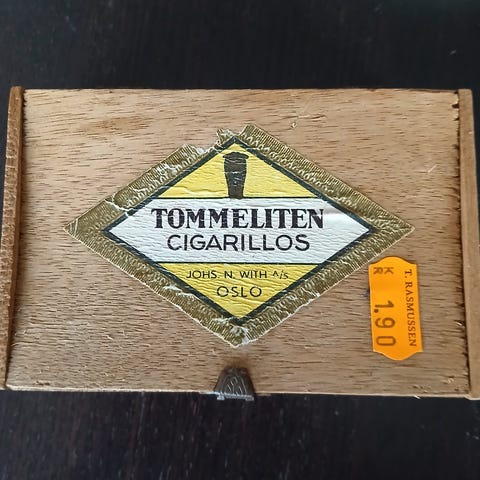 TOMMELITEN
CIGARILLOS
JOHS. N. WITH A/s
OSLO
T. RASMUSSEN
KR 1.90